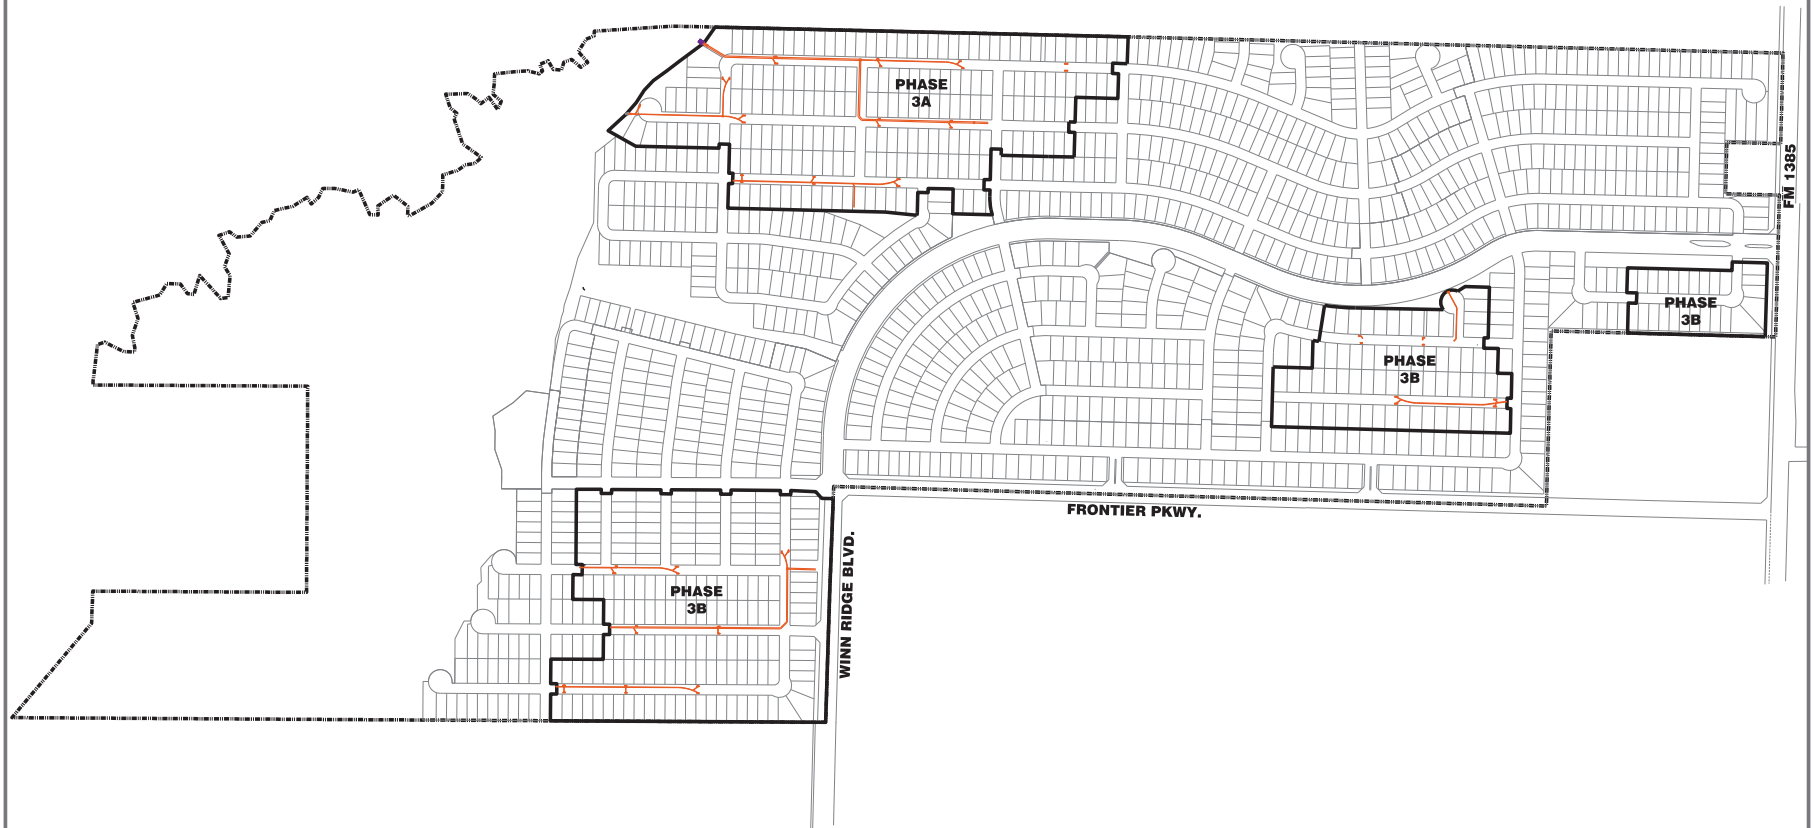 PHASE
3A
FM 1385
PHASE
3B
PHASE
3B
FRONTIER PKWY.
WINN RIDGE BLVD.
PHASE
3B